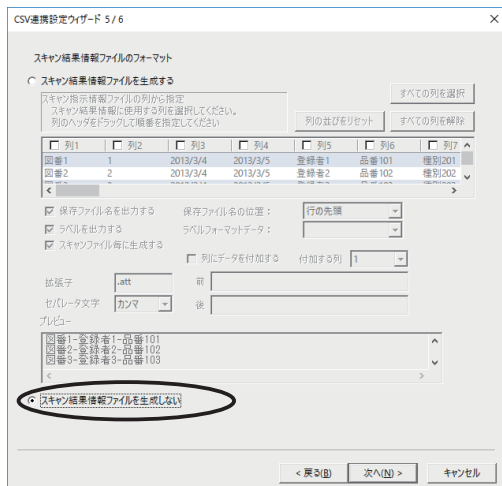 CSV連携設定ウィザード 5 / 6
スキャン結果情報ファイルのフォーマット
スキャン結果情報ファイルを生成する
スキャン指示情報ファイルの列から指定
スキャン結果情報に使用する列を選択してください。
列のヘッダをドラッグして順番を指定してください
すべての列を選択
列の並びをリセット すべての列を解除
列1 列2 列3 列4 列5 列6 列7
図番1 1 2013/3/4 2013/3/5 登録者1 品番101 種別201
図番2 2 2013/3/4 2013/3/5 登録者2 品番102 種別202
保存ファイル名を出力する 保存ファイル名の位置： 行の先頭
ラベルを出力する ラベルフォーマットデータ：
スキャンファイル毎に生成する
列にデータを付加する 付加する列 1
拡張子 .att 前
セパレータ文字 カンマ 後
プレビュー
図番1-登録者1-品番101
図番2-登録者2-品番102
図番3-登録者3-品番103
スキャン結果情報ファイルを生成しない
< 戻る(B) 次へ(N) > キャンセル